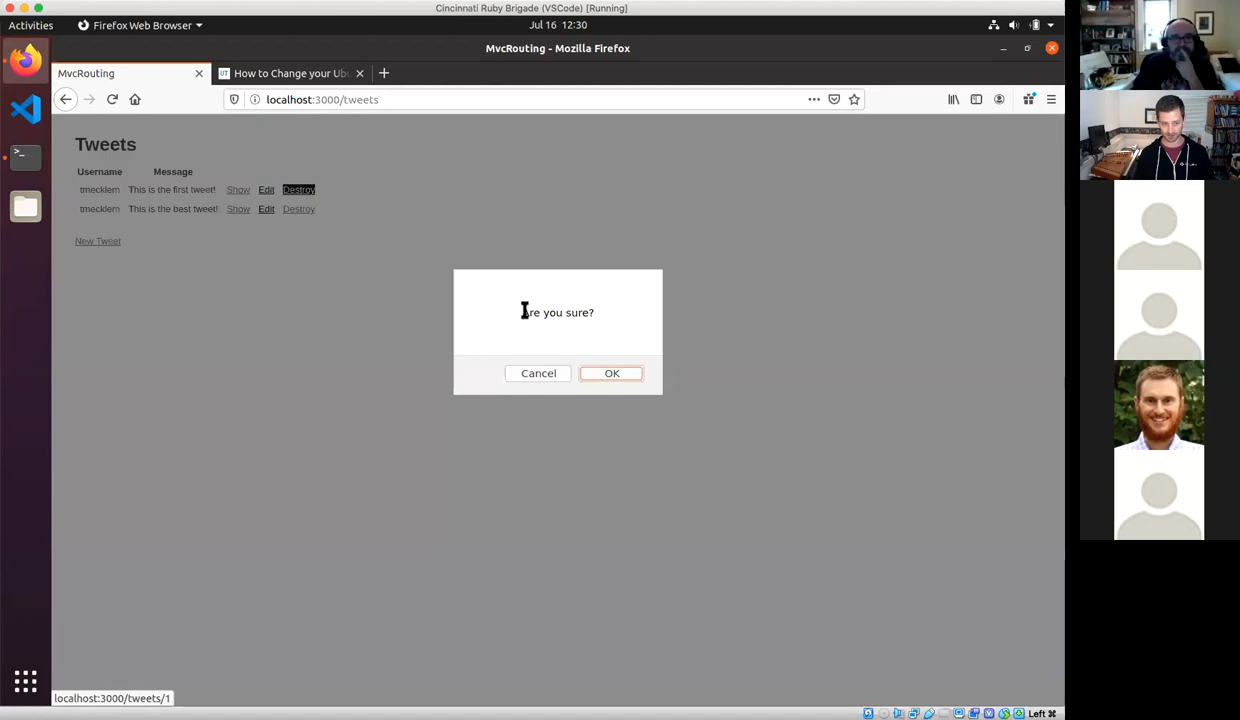 Cincinnati Ruby Brigade (VSCode) [Running]
Activities
Firefox Web Browser
Jul 16 12:30
MvcRouting - Mozilla Firefox
MvcRouting
How to Change your Ubu
localhost:3000/tweets
Tweets
Username Message
tmecklem This is the first tweet! Show Edit Destroy
tmecklem This is the best tweet! Show Edit Destroy
New Tweet
Are you sure?
Cancel OK
localhost:3000/tweets/1
Left ⌘